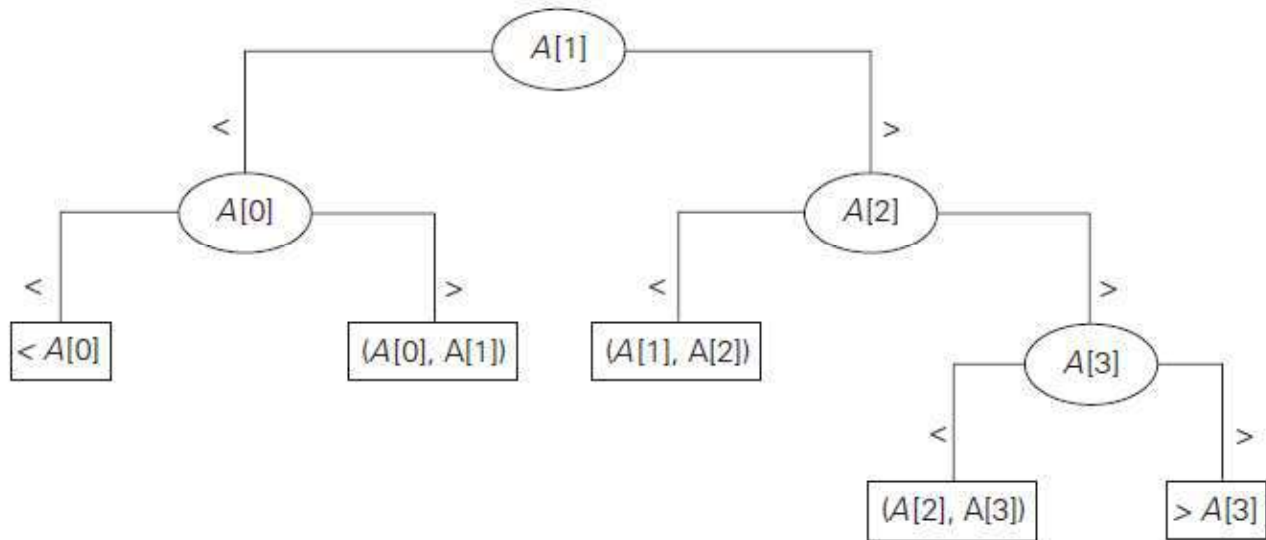 A[1]
< >
A[0] A[2]
< > < >
< A[0] (A[0], A[1]) (A[1], A[2]) A[3]
< >
(A[2], A[3]) > A[3]